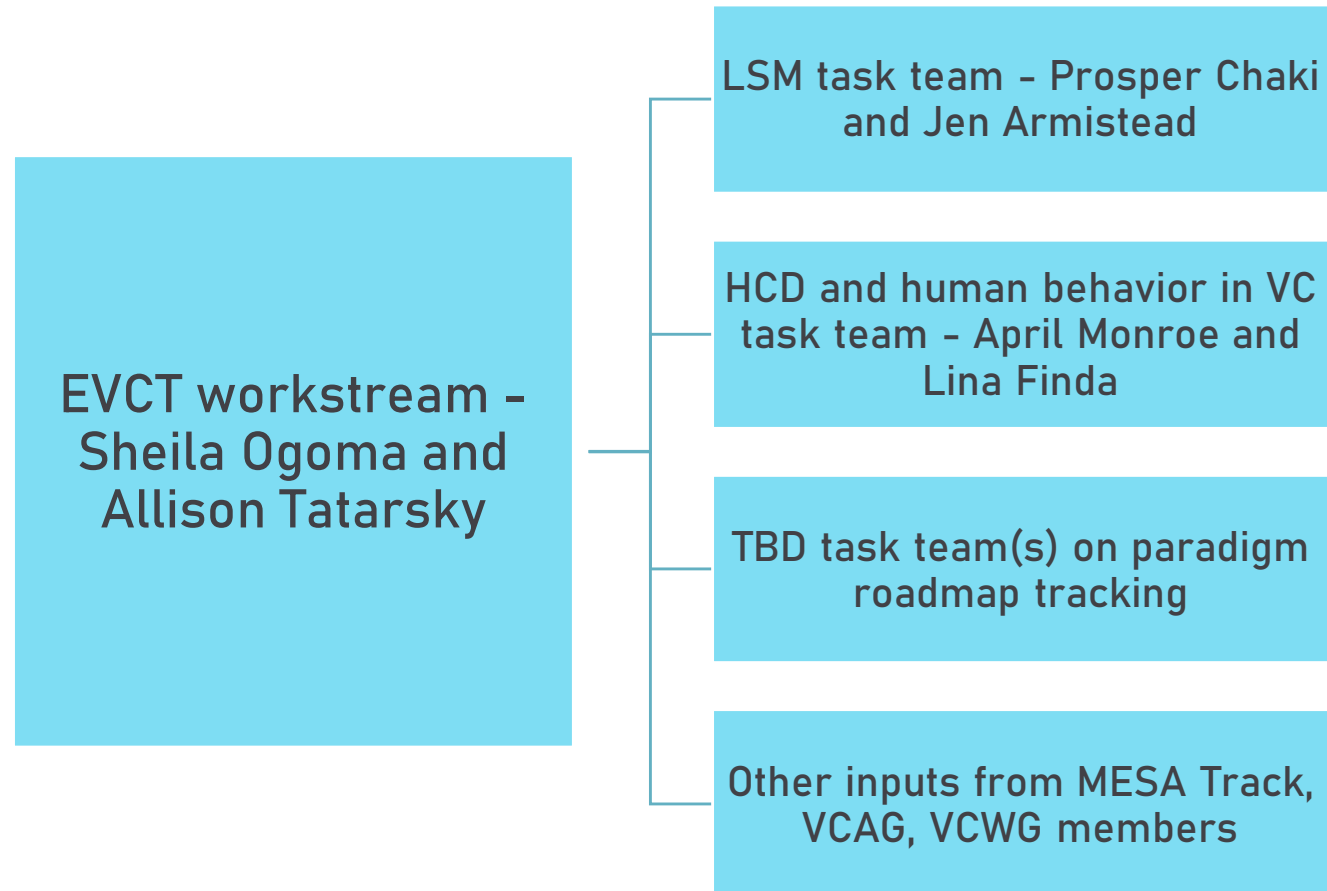 EVCT workstream -
Sheila Ogoma and
Allison Tatarsky
LSM task team - Prosper Chaki
and Jen Armistead
HCD and human behavior in VC
task team - April Monroe and
Lina Finda
TBD task team(s) on paradigm
roadmap tracking
Other inputs from MESA Track,
VCAG, VCWG members